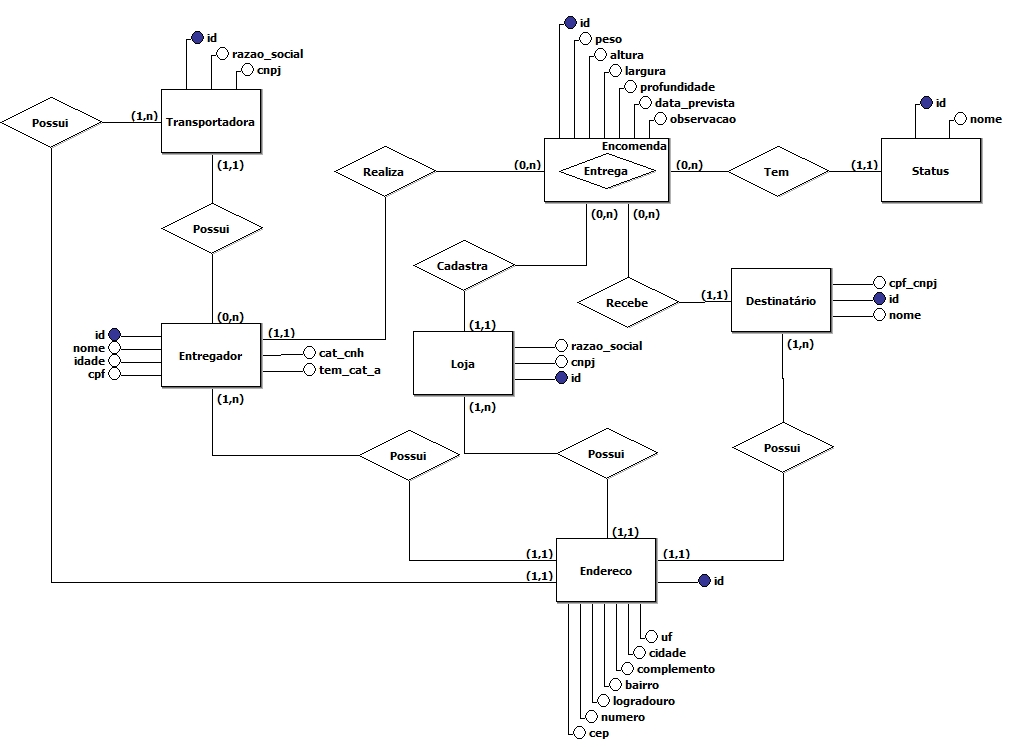 id
razao_social
cnpj
Transportadora
(1,n)
Possui
(1,1)
Possui
(0,n)
id
nome
idade
cpf
Entregador
(1,1)
cat_cnh
tem_cat_a
(1,n)
Realiza
(0,n)
id
peso
altura
largura
profundidade
data_prevista
observacao
Encomenda
Entrega
(0,n)
Tem
(1,1)
id
nome
Status
(0,n)
(0,n)
Cadastra
(1,1)
Loja
razao_social
cnpj
id
(1,n)
Recebe
(1,1)
Destinatário
cpf_cnpj
id
nome
(1,n)
Possui
Possui
Possui
(1,1)
(1,1)
(1,1)
(1,1)
Endereco
id
uf
cidade
complemento
bairro
logradouro
numero
cep